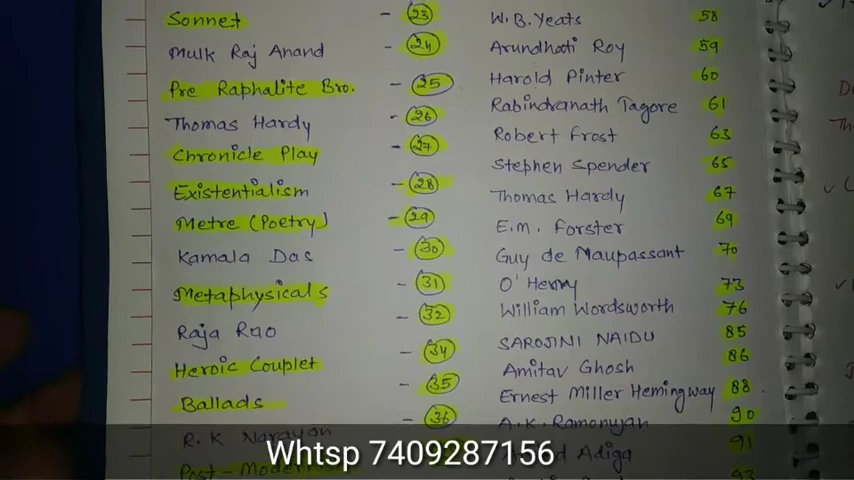 Sonnet - 23
Mulk Raj Anand - 24
Pre Raphalite Bro. - 25
Thomas Hardy - 26
Chronicle Play - 27
Existentialism - 28
Metre (Poetry) - 29
Kamala Das - 30
Metaphysicals - 31
Raja Rao - 32
Heroic Couplet - 34
Ballads - 35
R. K. Narayan - 36
Post-Modern
W.B. Yeats 58
Arundhati Roy 59
Harold Pinter 60
Rabindranath Tagore 61
Robert Frost 63
Stephen Spender 65
Thomas Hardy 67
E.M. Forster 69
Guy de Maupassant 70
O' Henry 73
William Wordsworth 76
SAROJINI NAIDU 85
Amitav Ghosh 86
Ernest Miller Hemingway 88
A.K. Ramonujan 90
Adiga 91
93
Whtsp 7409287156